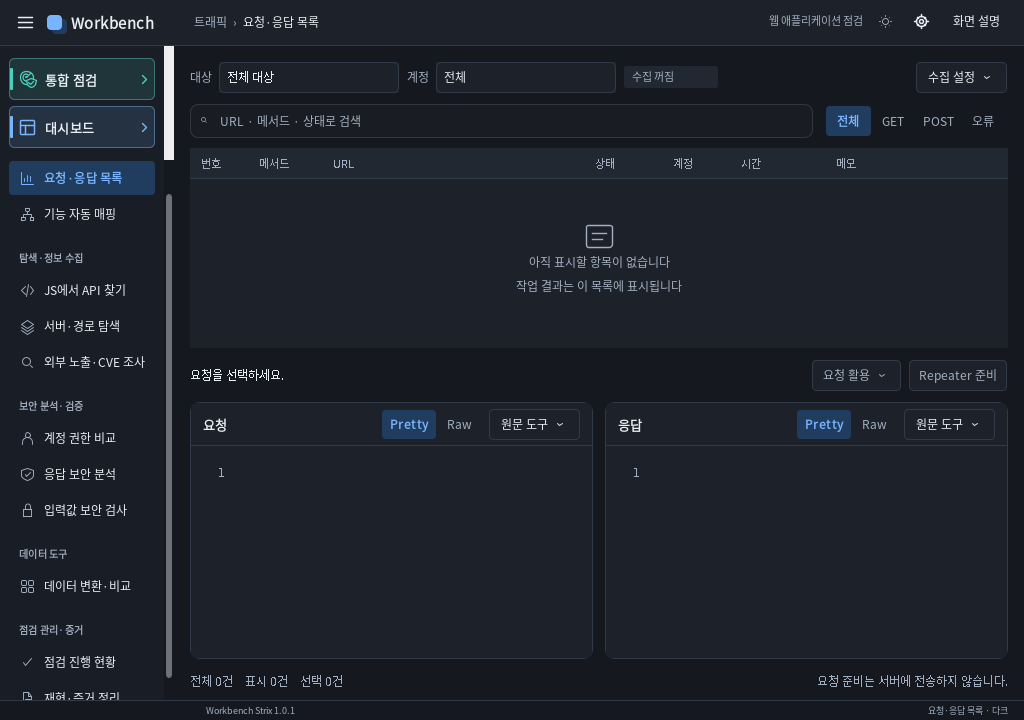 Workbench
트래픽 › 요청·응답 목록
웹 애플리케이션 점검
화면 설명
통합 점검
대시보드
요청·응답 목록
기능 자동 매핑
탐색·정보 수집
JS에서 API 찾기
서버·경로 탐색
외부 노출·CVE 조사
보안 분석·검증
계정 권한 비교
응답 보안 분석
입력값 보안 검사
데이터 도구
데이터 변환·비교
점검 관리·증거
점검 진행 현황
재현·증거 정리
대상 전체 대상 계정 전체 수집 꺼짐 수집 설정
URL · 메서드 · 상태로 검색
전체 GET POST 오류
번호 메서드 URL 상태 계정 시간 메모
아직 표시할 항목이 없습니다
작업 결과는 이 목록에 표시됩니다
요청을 선택하세요.
요청 활용 Repeater 준비
요청 Pretty Raw 원문 도구
1
응답 Pretty Raw 원문 도구
1
전체 0건 표시 0건 선택 0건
요청 준비는 서버에 전송하지 않습니다.
Workbench Strix 1.0.1
요청·응답 목록 · 다크